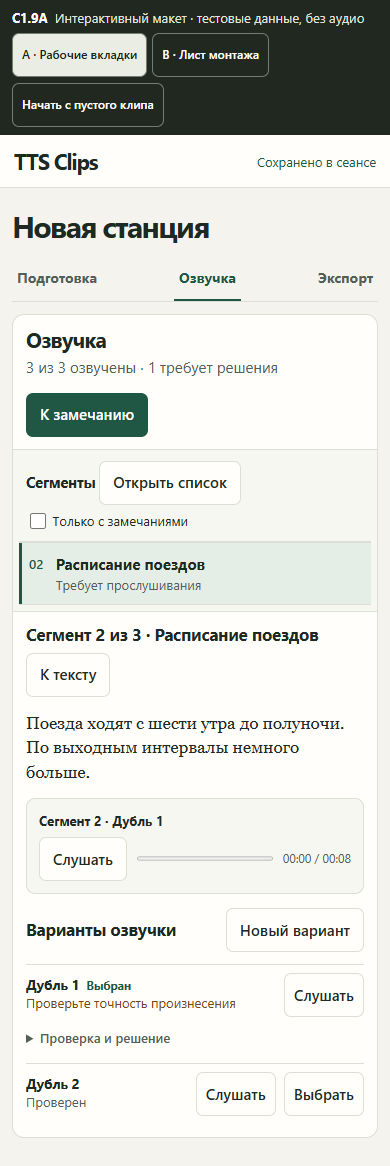 C1.9A Интерактивный макет · тестовые данные, без аудио
A · Рабочие вкладки
B · Лист монтажа
Начать с пустого клипа
TTS Clips
Сохранено в сеансе
Новая станция
Подготовка
Озвучка
Экспорт
Озвучка
3 из 3 озвучены · 1 требует решения
К замечанию
Сегменты
Открыть список
Только с замечаниями
02 Расписание поездов
Требует прослушивания
Сегмент 2 из 3 · Расписание поездов
К тексту
Поезда ходят с шести утра до полуночи.
По выходным интервалы немного
больше.
Сегмент 2 · Дубль 1
Слушать
00:00 / 00:08
Варианты озвучки
Новый вариант
Дубль 1 Выбран
Проверьте точность произнесения
Слушать
Проверка и решение
Дубль 2
Проверен
Слушать
Выбрать